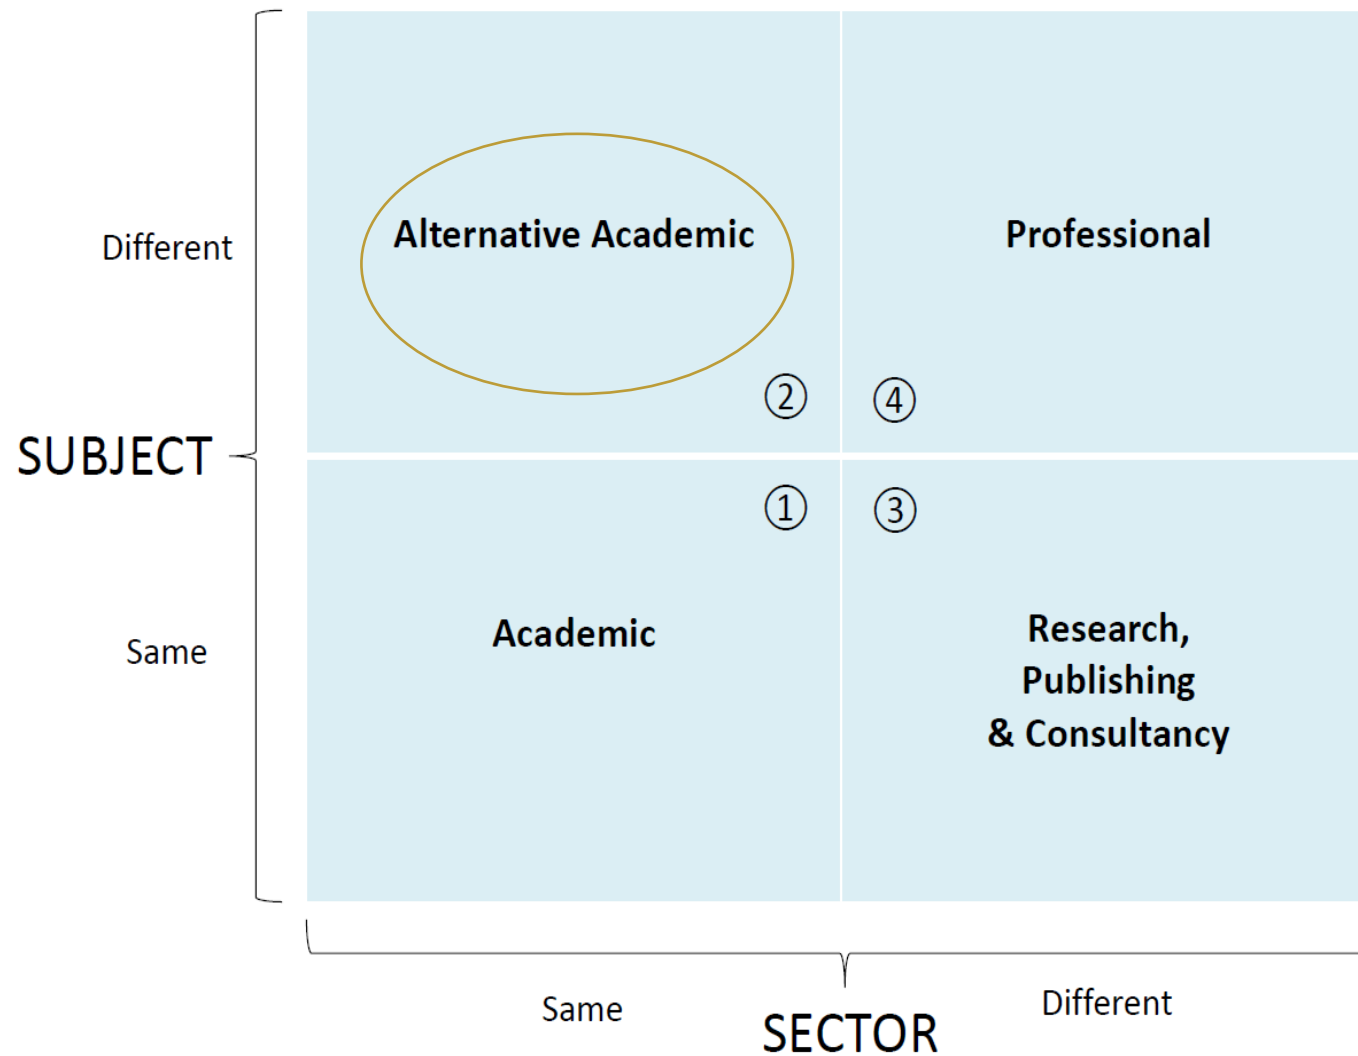 Different
Alternative Academic
Professional
②
④
SUBJECT
①
③
Same
Academic
Research,
Publishing
& Consultancy
Same
Different
SECTOR